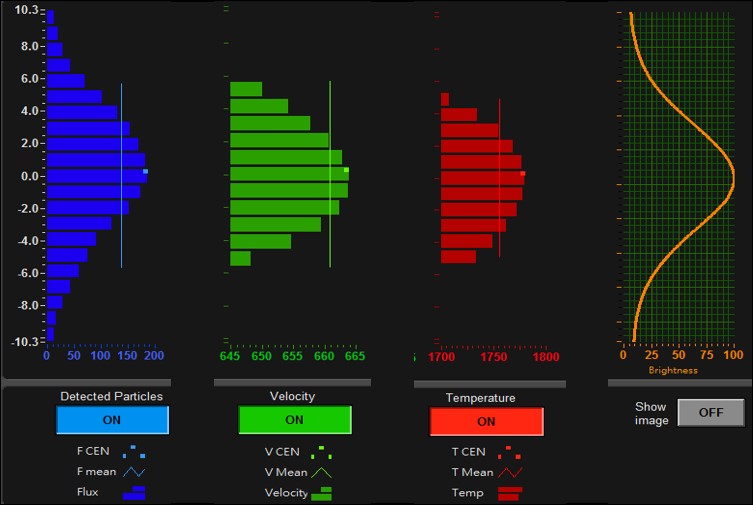 10.3
8.0
6.0
4.0
2.0
0.0
-2.0
-4.0
-6.0
-8.0
-10.3
0 50 100 150 200
645 650 655 660 665
5 1700 1750 1800
0 25 50 75 100
Brightness
Detected Particles
Velocity
Temperature
Show
image
ON
ON
ON
OFF
F CEN
V CEN
T CEN
F mean
V Mean
T Mean
Flux
Velocity
Temp